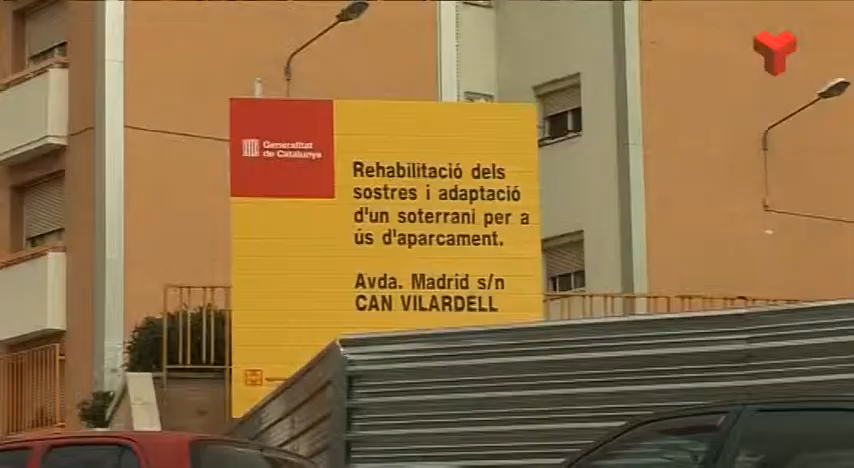 Generalitat
de Catalunya
Rehabilitació dels
sostres i adaptació
d'un soterrani per a
ús d'aparcament.
Avda. Madrid s/n
CAN VILARDELL